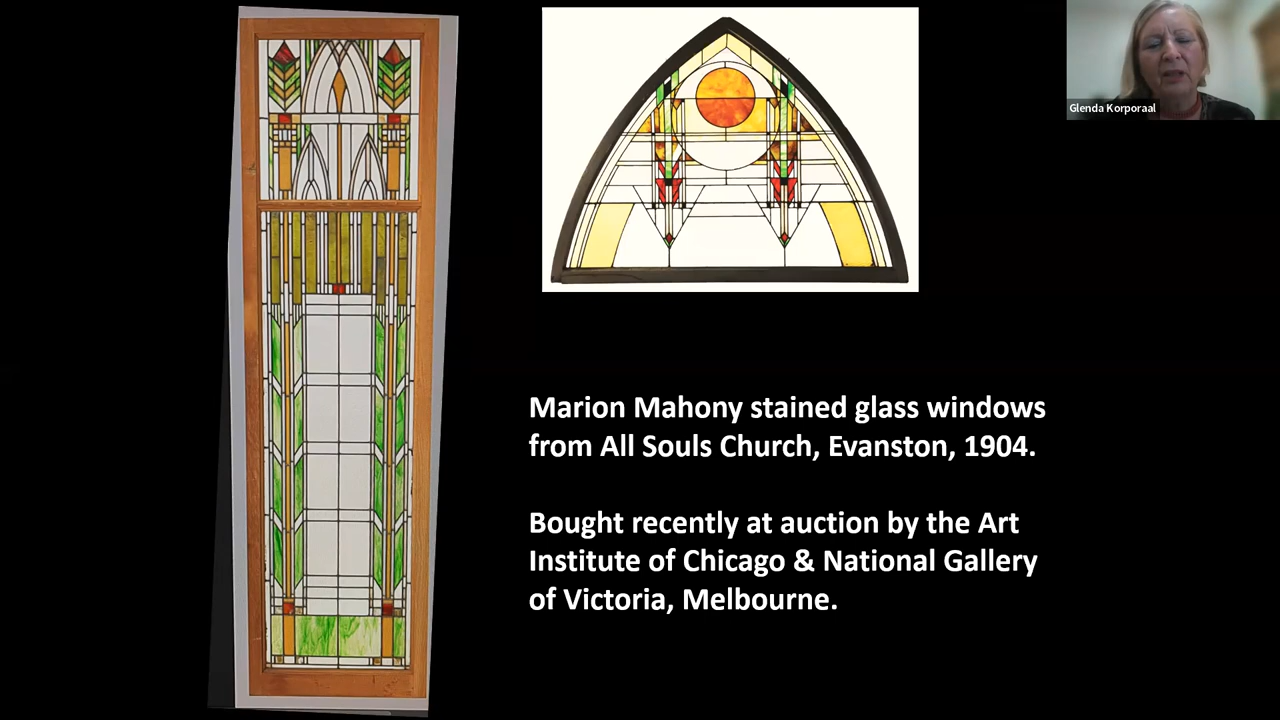 Glenda Korporaal
Marion Mahony stained glass windows
from All Souls Church, Evanston, 1904.
Bought recently at auction by the Art
Institute of Chicago & National Gallery
of Victoria, Melbourne.